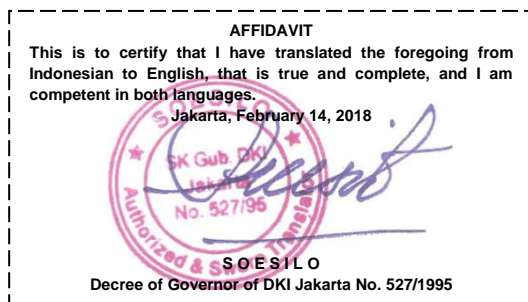 AFFIDAVIT
This is to certify that I have translated the foregoing from
Indonesian to English, that is true and complete, and I am
competent in both languages.
Jakarta, February 14, 2018
SOESILO
SK Gub. DKI
Jakarta
No. 527/95
Authorized & Sworn Translator
S O E S I L O
Decree of Governor of DKI Jakarta No. 527/1995